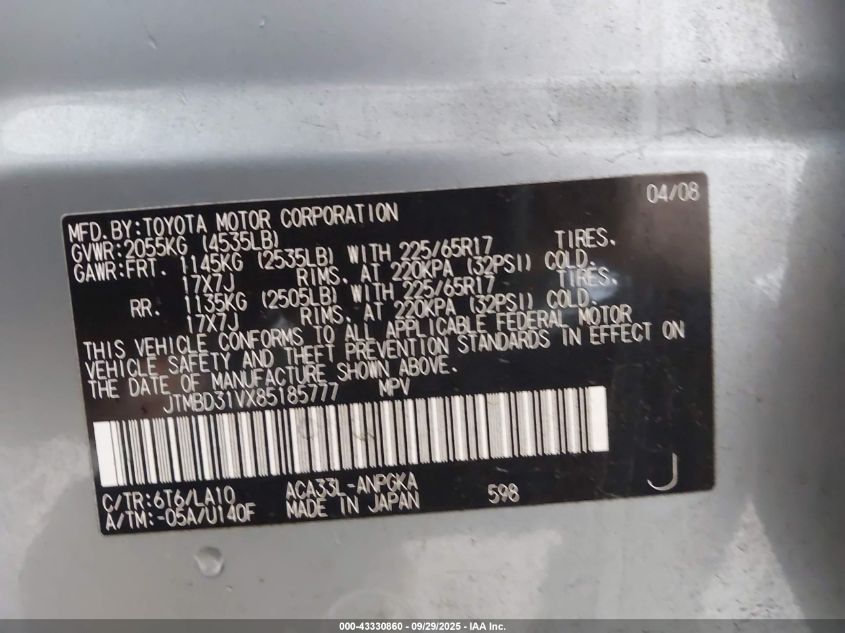 04/08
MFD.BY:TOYOTA MOTOR CORPORATION
GVWR:2055KG (4535LB)
GAWR:FRT. 1145KG (2535LB) WITH 225/65R17 TIRES.
17X7J RIMS. AT 220KPA (32PSI) COLD.
RR. 1135KG (2505LB) WITH 225/65R17 TIRES.
17X7J RIMS. AT 220KPA (32PSI) COLD.
THIS VEHICLE CONFORMS TO ALL APPLICABLE FEDERAL MOTOR
VEHICLE SAFETY AND THEFT PREVENTION STANDARDS IN EFFECT ON
THE DATE OF MANUFACTURE SHOWN ABOVE.
JTMBD31VX85185777 MPV
C/TR:6T6/LA10 ACA33L-ANPGKA 598 J
A/TM:-05A/U140F MADE IN JAPAN
000-43330860 - 09/29/2025 - IAA Inc.